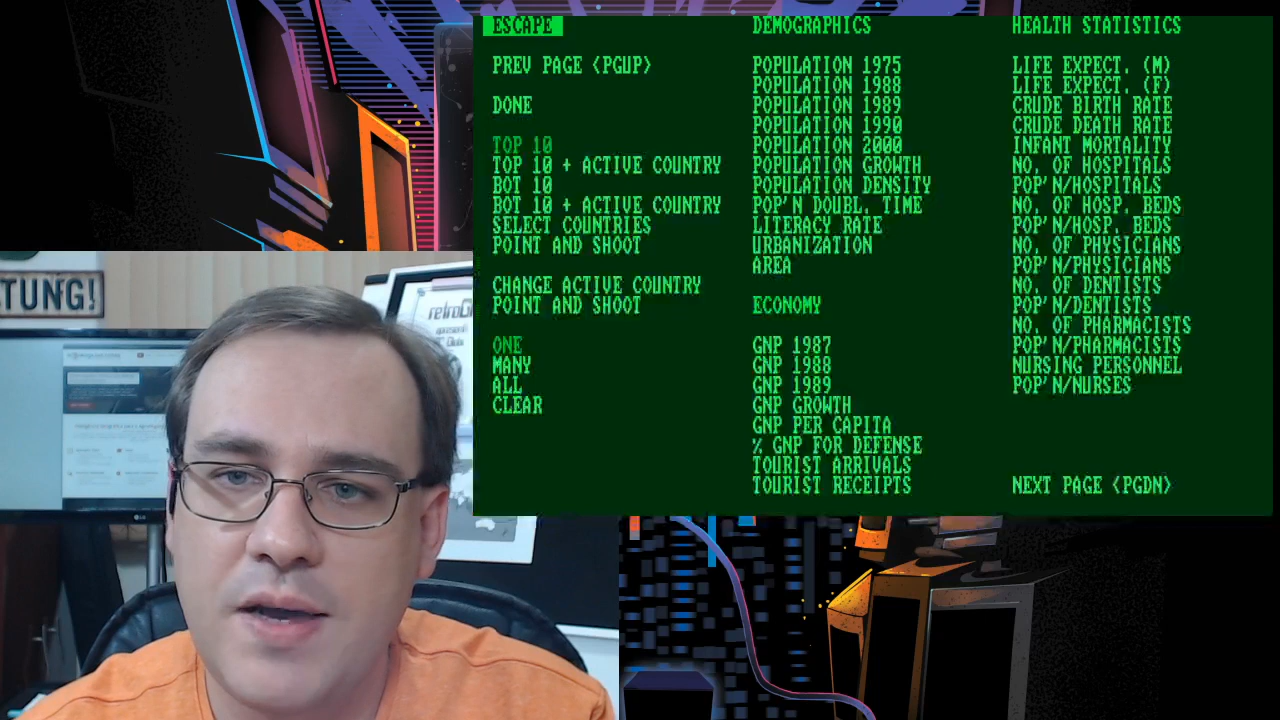 ESCAPE
PREV PAGE <PGUP>
DONE
TOP 10
TOP 10 + ACTIVE COUNTRY
BOT 10
BOT 10 + ACTIVE COUNTRY
SELECT COUNTRIES
POINT AND SHOOT
CHANGE ACTIVE COUNTRY
POINT AND SHOOT
ONE
MANY
ALL
CLEAR
DEMOGRAPHICS
POPULATION 1975
POPULATION 1988
POPULATION 1989
POPULATION 1990
POPULATION 2000
POPULATION GROWTH
POPULATION DENSITY
POP'N DOUBL. TIME
LITERACY RATE
URBANIZATION
AREA
ECONOMY
GNP 1987
GNP 1988
GNP 1989
GNP GROWTH
GNP PER CAPITA
% GNP FOR DEFENSE
TOURIST ARRIVALS
TOURIST RECEIPTS
HEALTH STATISTICS
LIFE EXPECT. (M)
LIFE EXPECT. (F)
CRUDE BIRTH RATE
CRUDE DEATH RATE
INFANT MORTALITY
NO. OF HOSPITALS
POP'N/HOSPITALS
NO. OF HOSP. BEDS
POP'N/HOSP. BEDS
NO. OF PHYSICIANS
POP'N/PHYSICIANS
NO. OF DENTISTS
POP'N/DENTISTS
NO. OF PHARMACISTS
POP'N/PHARMACISTS
NURSING PERSONNEL
POP'N/NURSES
NEXT PAGE <PGDN>
TUNG!
LG